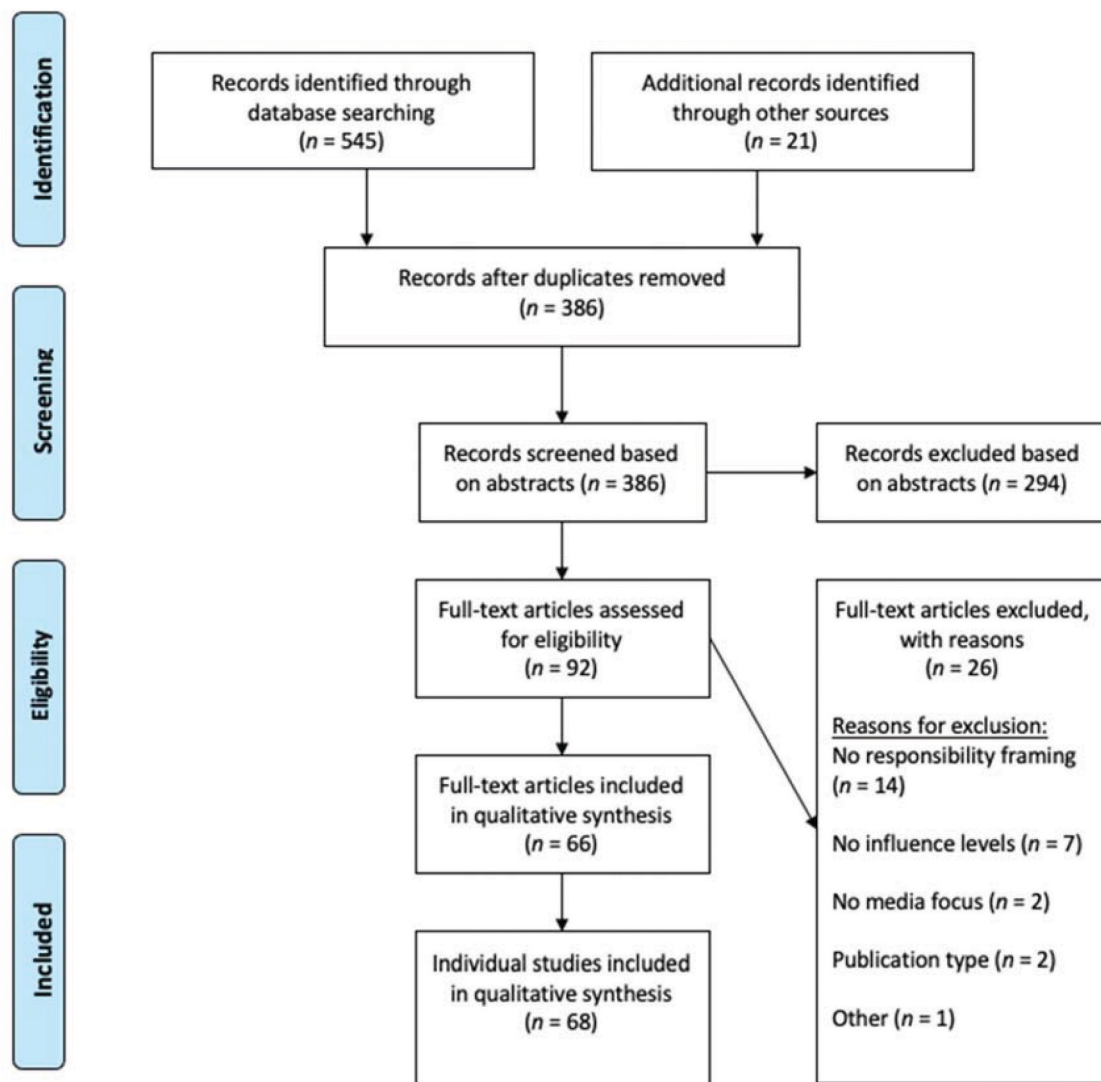 Identification
Records identified through
database searching
(n = 545)
Additional records identified
through other sources
(n = 21)
Records after duplicates removed
(n = 386)
Screening
Records screened based
on abstracts (n = 386)
Records excluded based
on abstracts (n = 294)
Eligibility
Full-text articles assessed
for eligibility
(n = 92)
Full-text articles excluded,
with reasons
(n = 26)
Reasons for exclusion:
No responsibility framing
(n = 14)
No influence levels (n = 7)
No media focus (n = 2)
Publication type (n = 2)
Other (n = 1)
Full-text articles included
in qualitative synthesis
(n = 66)
Included
Individual studies included
in qualitative synthesis
(n = 68)